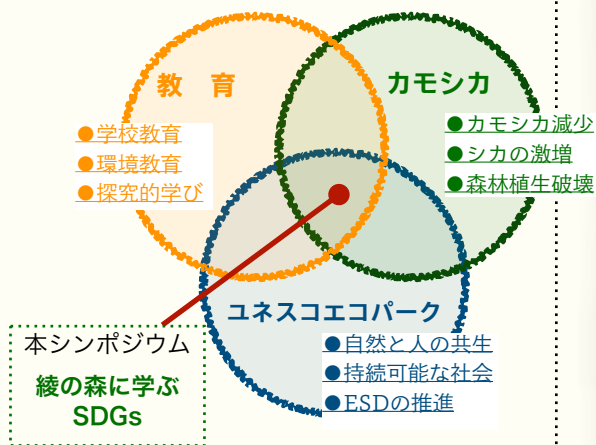 教　育
●学校教育
●環境教育
●探究的学び
カモシカ
●カモシカ減少
●シカの激増
●森林植生破壊
ユネスコエコパーク
●自然と人の共生
●持続可能な社会
●ESDの推進
本シンポジウム
綾の森に学ぶ
SDGs